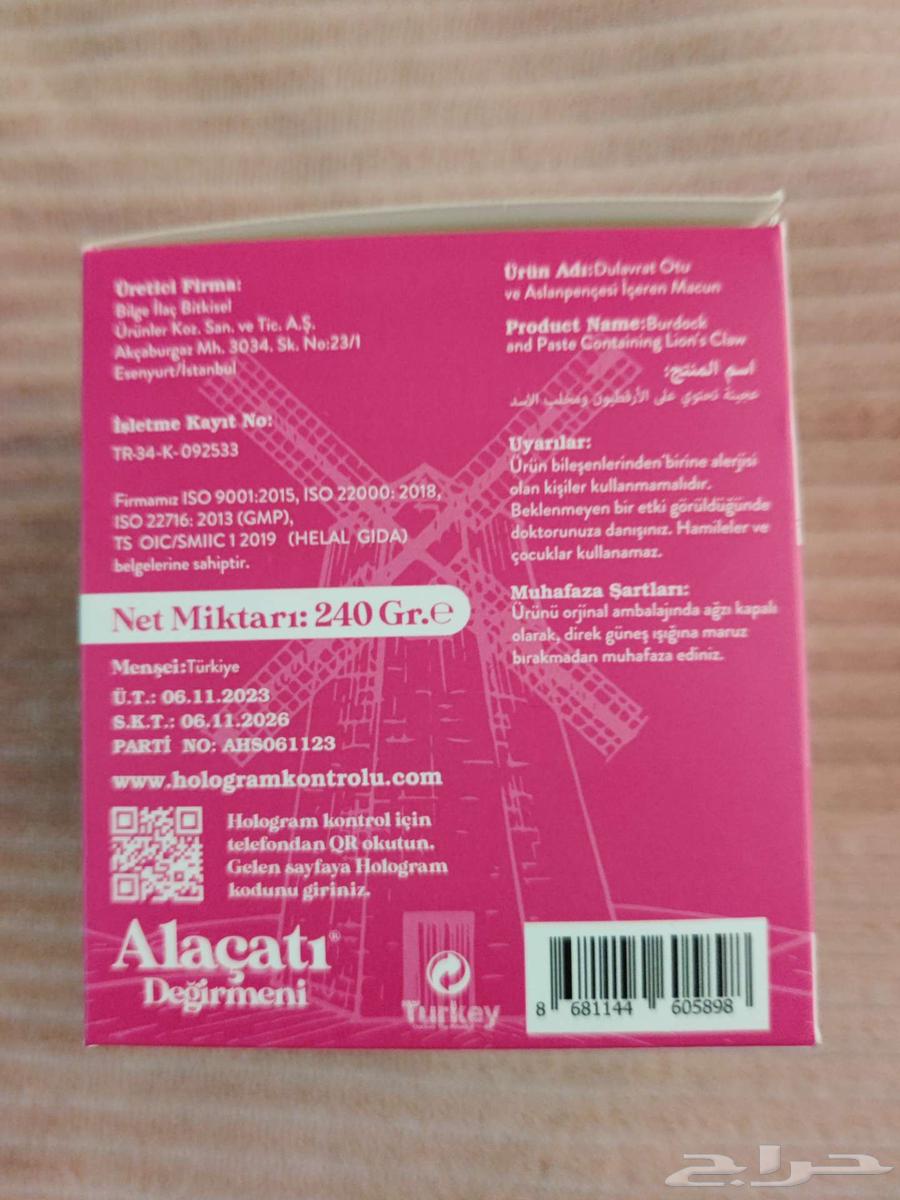 Üretici Firma:
Bilge İlaç Bitkisel
Ürünler Koz. San. ve Tic. A.Ş.
Akçaburgaz Mh. 3034. Sk. No:23/1
Esenyurt/İstanbul
İşletme Kayıt No:
TR-34-K-092533
Firmamız ISO 9001:2015, ISO 22000: 2018,
ISO 22716: 2013 (GMP),
TS OIC/SMIIC 1 2019 (HELAL GIDA)
belgelerine sahiptir.
Net Miktarı: 240 Gr.℮
Menşei:Türkiye
Ü.T.: 06.11.2023
S.K.T.: 06.11.2026
PARTİ NO: AHS061123
www.hologramkontrolu.com
Hologram kontrol için
telefondan QR okutun.
Gelen sayfaya Hologram
kodunu giriniz.
Alaçatı®
Değirmeni
Ürün Adı:Dulavrat Otu
ve Aslanpençesi İçeren Macun
Product Name:Burdock
and Paste Containing Lion's Claw
اسم المنتج:
عجينة تحتوي على الأرقطيون ومخلب الأسد
Uyarılar:
Ürün bileşenlerinden birine alerjisi
olan kişiler kullanmamalıdır.
Beklenmeyen bir etki görüldüğünde
doktorunuza danışınız. Hamileler ve
çocuklar kullanamaz.
Muhafaza Şartları:
Ürünü orjinal ambalajında ağzı kapalı
olarak, direk güneş ışığına maruz
bırakmadan muhafaza ediniz.
Turkey
8 681144 605898
حراج